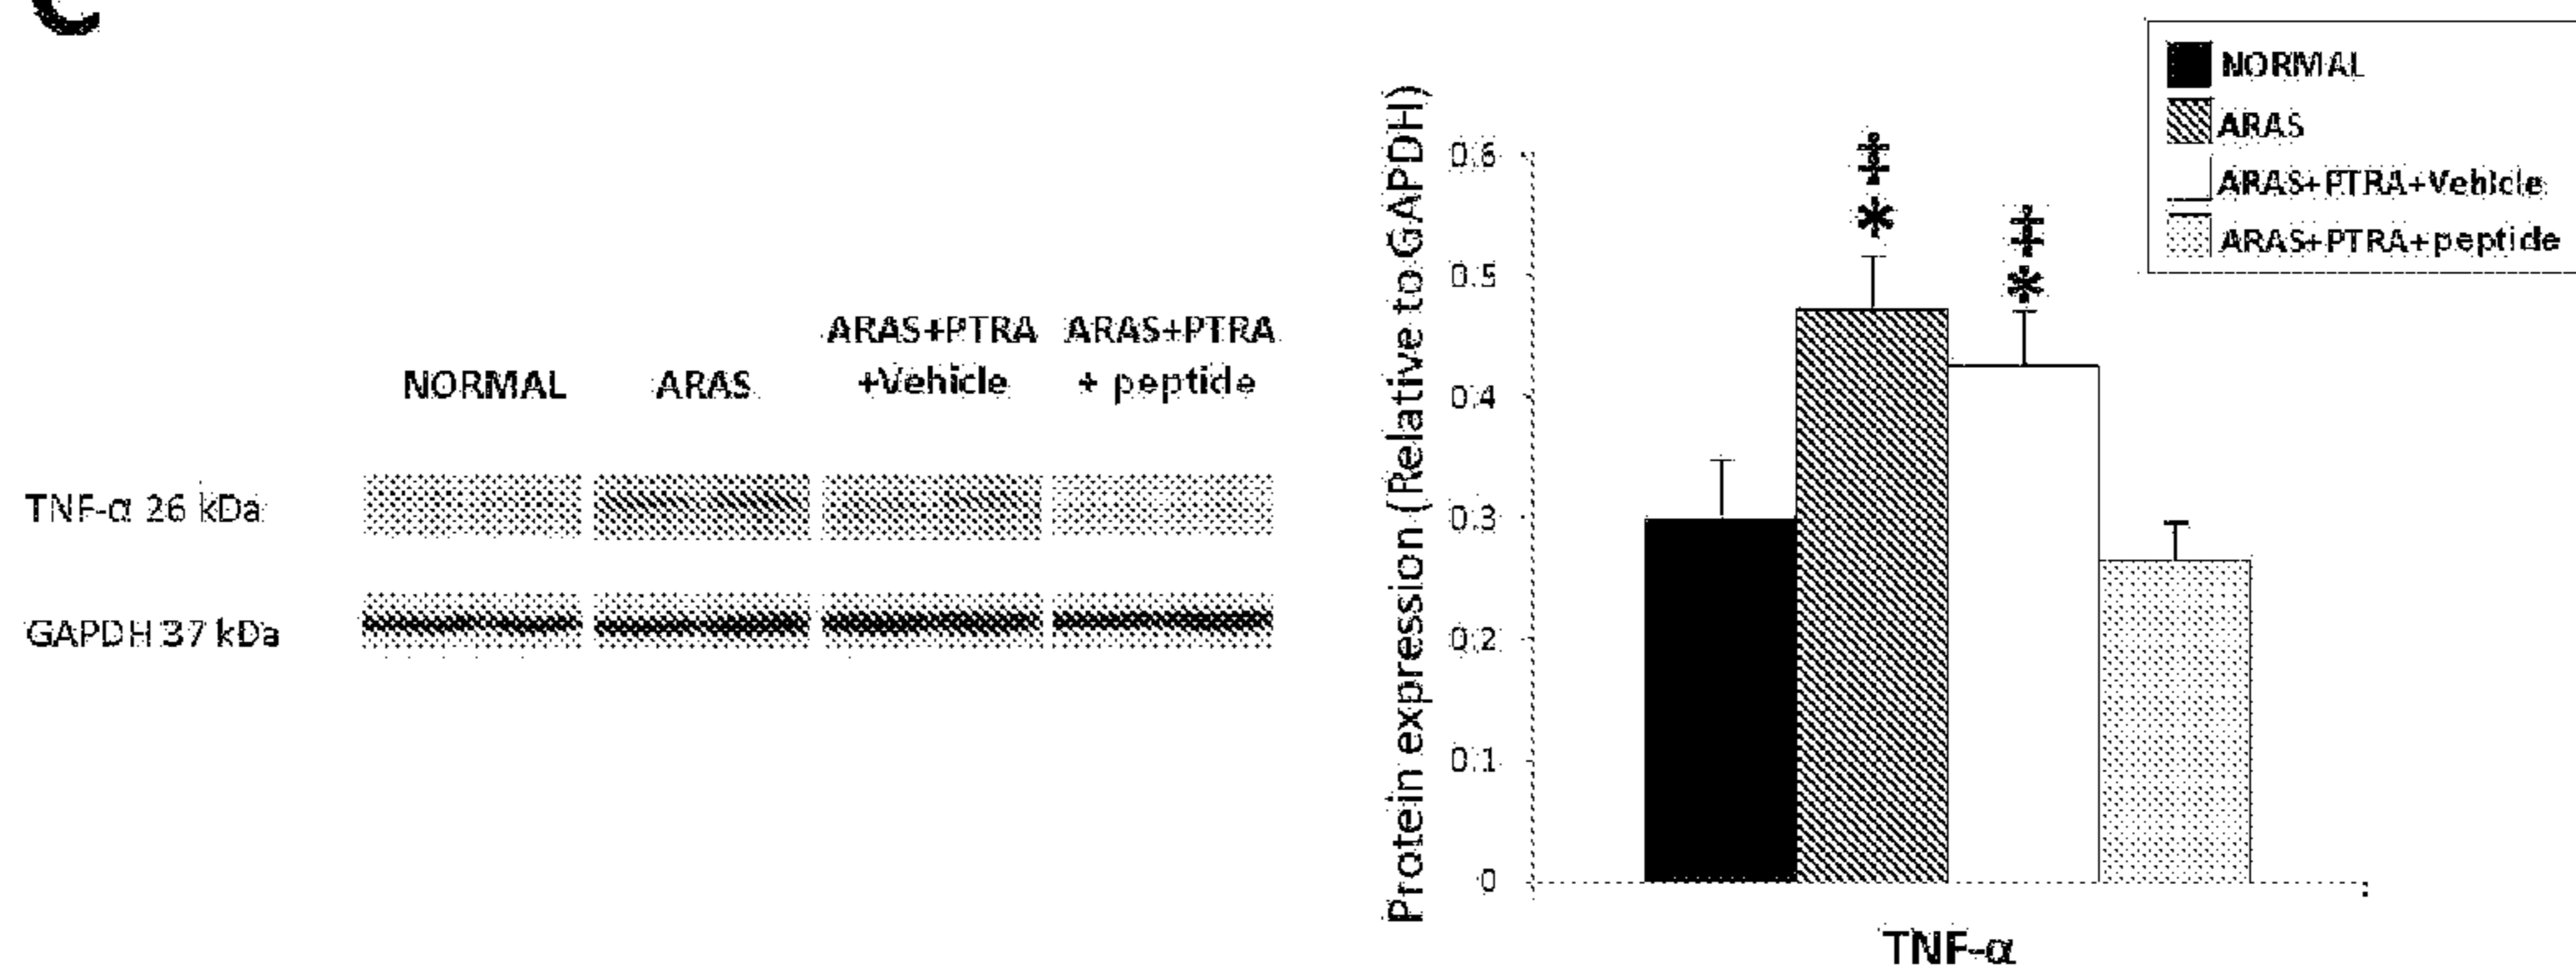 C
ARAS+PTRA ARAS+PTRA
NORMAL ARAS +Vehicle + peptide
TNF-α 26 kDa
GAPDH 37 kDa
Protein expression (Relative to GAPDH)
0.6
0.5
0.4
0.3
0.2
0.1
0
‡
*
‡
*
TNF-α
NORMAL
ARAS
ARAS+PTRA+Vehicle
ARAS+PTRA+peptide